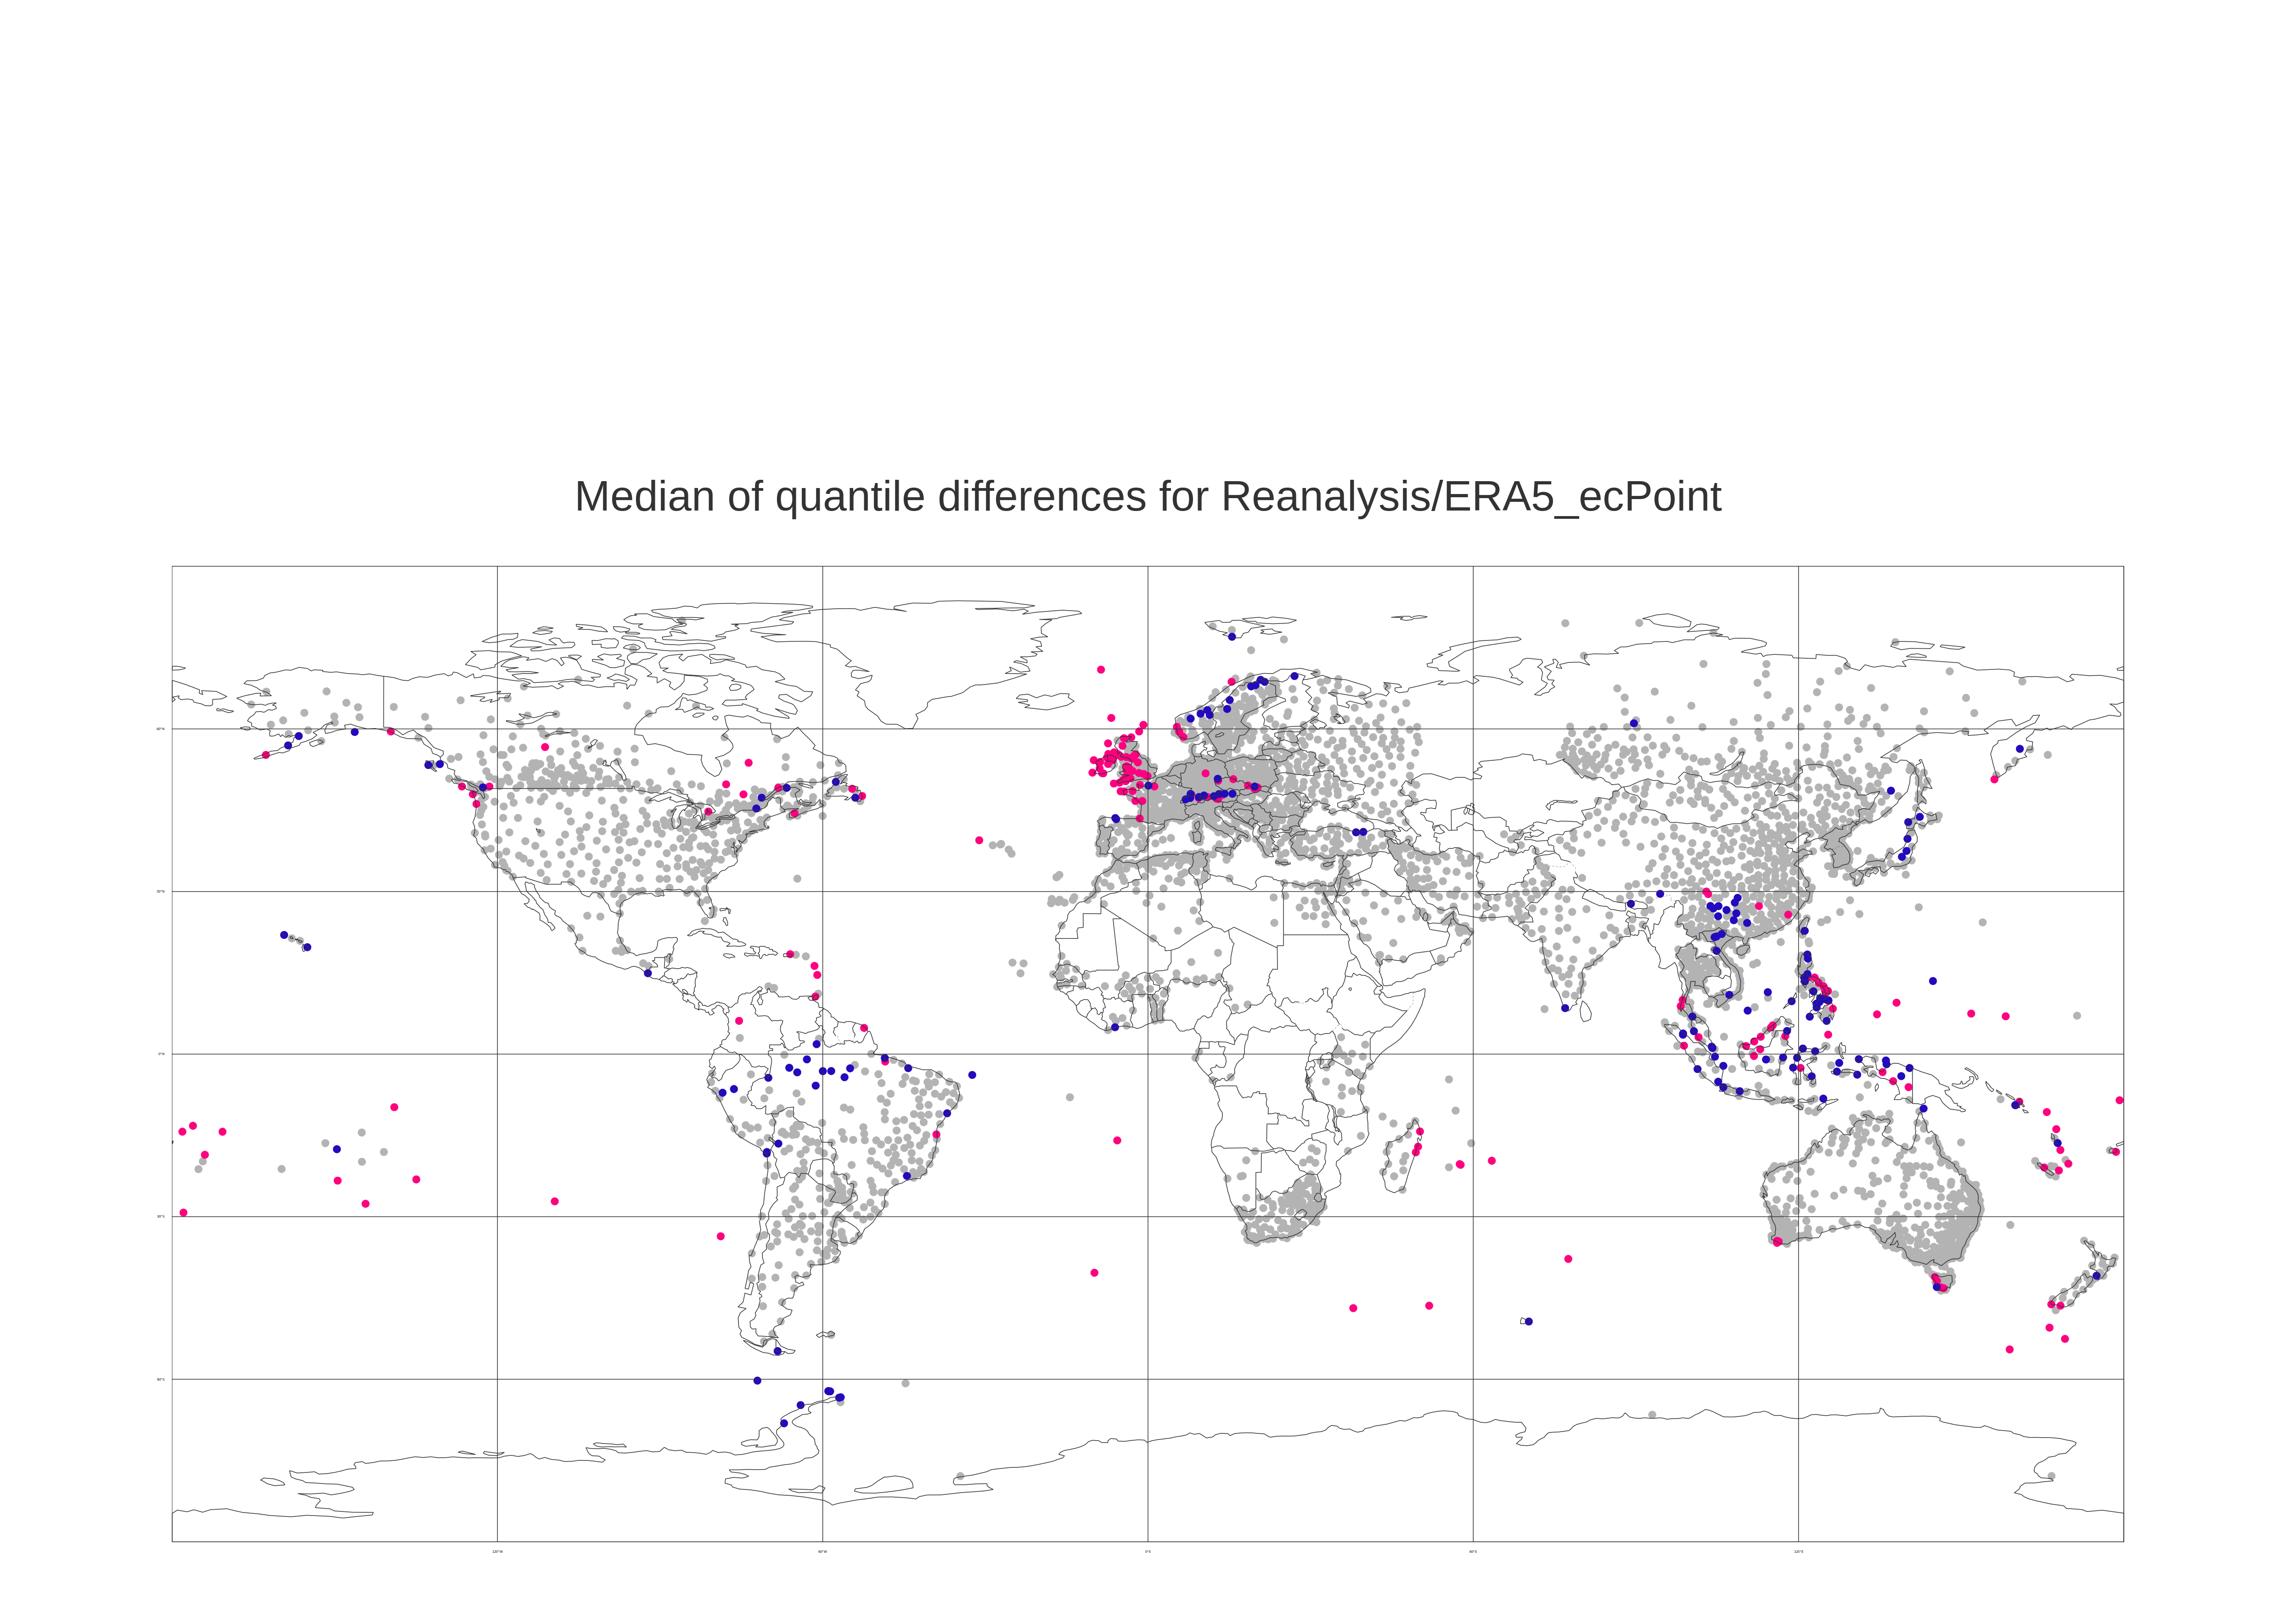 Median of quantile differences for Reanalysis/ERA5_ecPoint
60°N
30°N
0°N
30°S
60°S
120°W
60°W
0°E
60°E
120°E